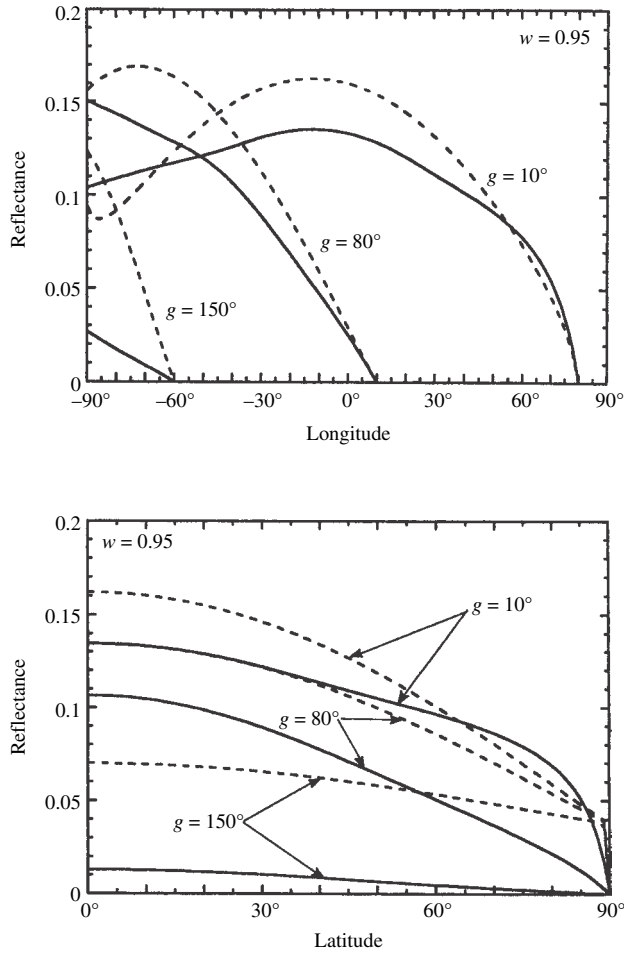 0.2
w = 0.95
0.15
g = 10°
Reflectance
0.1
g = 80°
0.05
g = 150°
0
–90° –60° –30° 0° 30° 60° 90°
Longitude
0.2
w = 0.95
0.15
g = 10°
Reflectance
0.1
g = 80°
0.05
g = 150°
0
0° 30° 60° 90°
Latitude